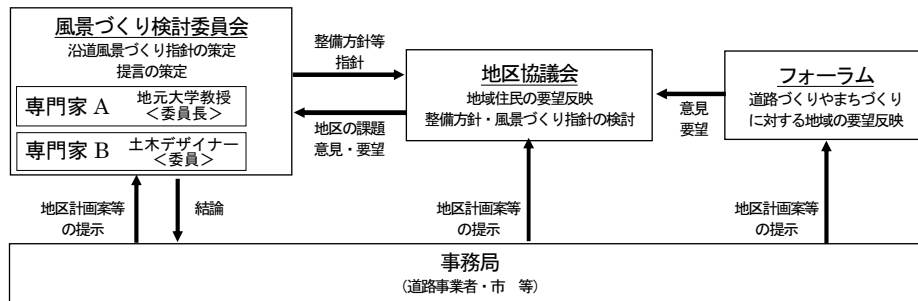 風景づくり検討委員会
沿道風景づくり指針の策定
提言の策定
専門家 A
地元大学教授
＜委員長＞
専門家 B
土木デザイナー
＜委員＞
整備方針等
指針
地区の課題
意見・要望
地区協議会
地域住民の要望反映
整備方針・風景づくり指針の検討
意見
要望
フォーラム
道路づくりやまちづくり
に対する地域の要望反映
地区計画案等
の提示
結論
地区計画案等
の提示
地区計画案等
の提示
事務局
（道路事業者・市　等）